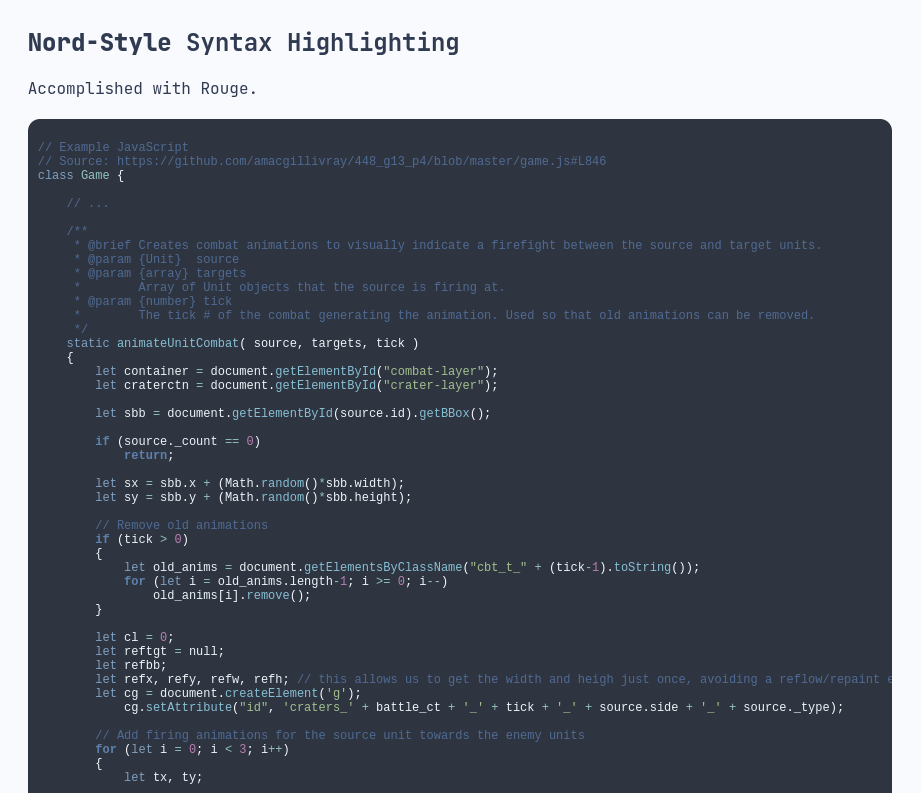 Nord-Style Syntax Highlighting
Accomplished with Rouge.
// Example JavaScript
// Source: https://github.com/amacgillivray/448_g13_p4/blob/master/game.js#L846
class Game {
    // ...
    /**
     * @brief Creates combat animations to visually indicate a firefight between the source and target units.
     * @param {Unit}  source
     * @param {array} targets
     *        Array of Unit objects that the source is firing at.
     * @param {number} tick
     *        The tick # of the combat generating the animation. Used so that old animations can be removed.
     */
    static animateUnitCombat( source, targets, tick )
    {
        let container = document.getElementById("combat-layer");
        let craterctn = document.getElementById("crater-layer");
        let sbb = document.getElementById(source.id).getBBox();
        if (source._count == 0)
            return;
        let sx = sbb.x + (Math.random()*sbb.width);
        let sy = sbb.y + (Math.random()*sbb.height);
        // Remove old animations
        if (tick > 0)
        {
            let old_anims = document.getElementsByClassName("cbt_t_" + (tick-1).toString());
            for (let i = old_anims.length-1; i >= 0; i--)
                old_anims[i].remove();
        }
        let cl = 0;
        let reftgt = null;
        let refbb;
        let refx, refy, refw, refh; // this allows us to get the width and heigh just once, avoiding a reflow/repaint e
        let cg = document.createElement('g');
            cg.setAttribute("id", 'craters_' + battle_ct + '_' + tick + '_' + source.side + '_' + source._type);
        // Add firing animations for the source unit towards the enemy units
        for (let i = 0; i < 3; i++)
        {
            let tx, ty;